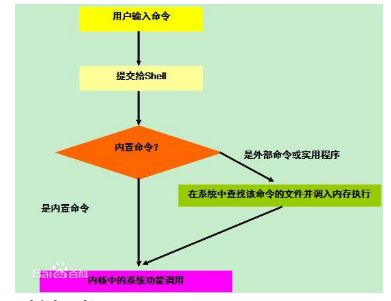 用户输入命令
提交给Shell
内置命令?
是外部命令或实用程序
在系统中查找该命令的文件并调入内存执行
是内置命令
Bai百科
内核中的系统功能调用